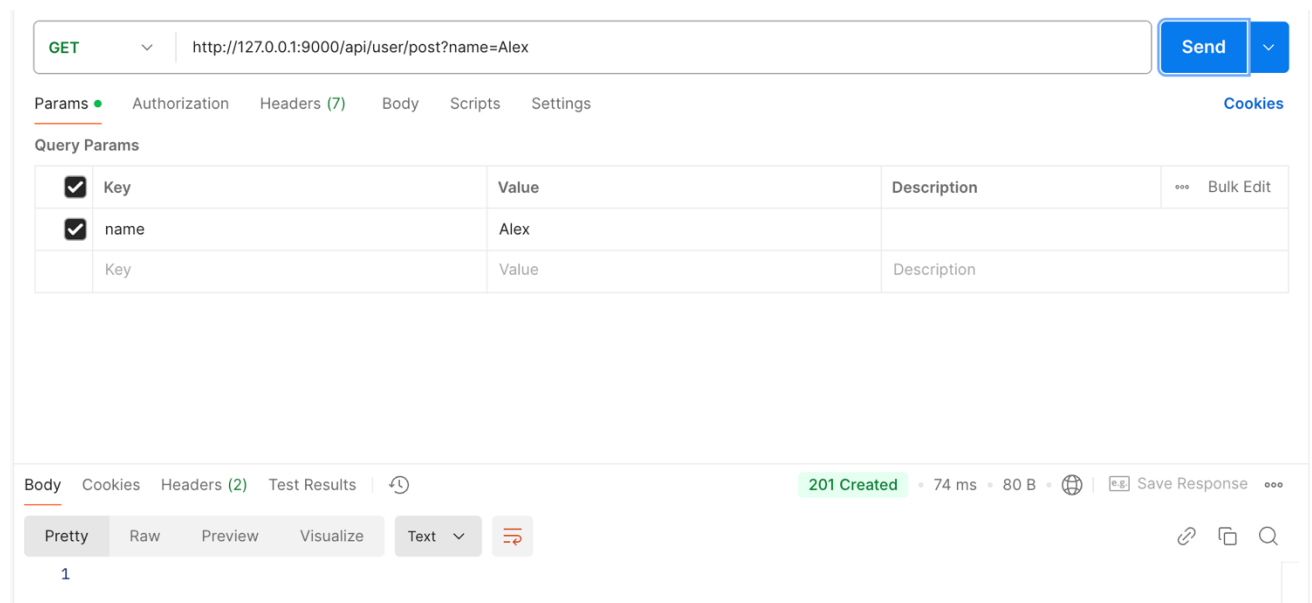 GET http://127.0.0.1:9000/api/user/post?name=Alex Send
Params Authorization Headers (7) Body Scripts Settings Cookies
Query Params
Key Value Description Bulk Edit
name Alex
Key Value Description
Body Cookies Headers (2) Test Results 201 Created 74 ms 80 B e.g. Save Response
Pretty Raw Preview Visualize Text
1